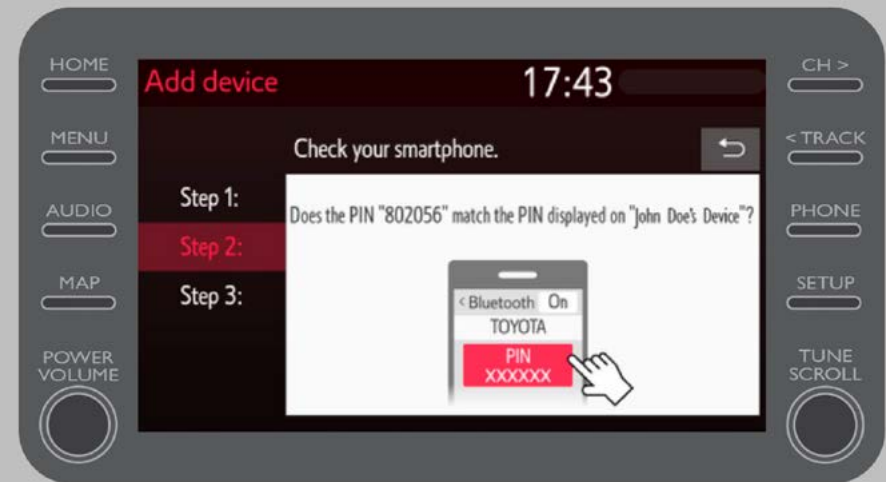 HOME
MENU
AUDIO
MAP
POWER
VOLUME
Add device
17:43
Check your smartphone.
Step 1:
Step 2:
Step 3:
Does the PIN "802056" match the PIN displayed on "John Doe's Device"?
< Bluetooth On
TOYOTA
PIN
XXXXXX
CH >
< TRACK
PHONE
SETUP
TUNE
SCROLL